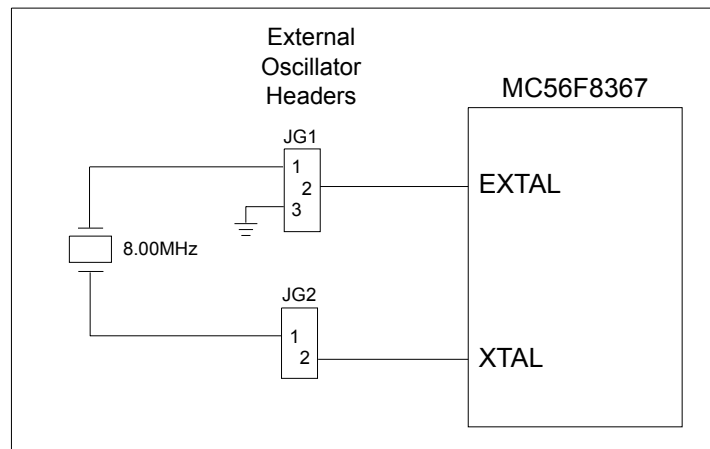 External
Oscillator
Headers
MC56F8367
JG1
1
2
3
EXTAL
8.00MHz
JG2
1
2
XTAL